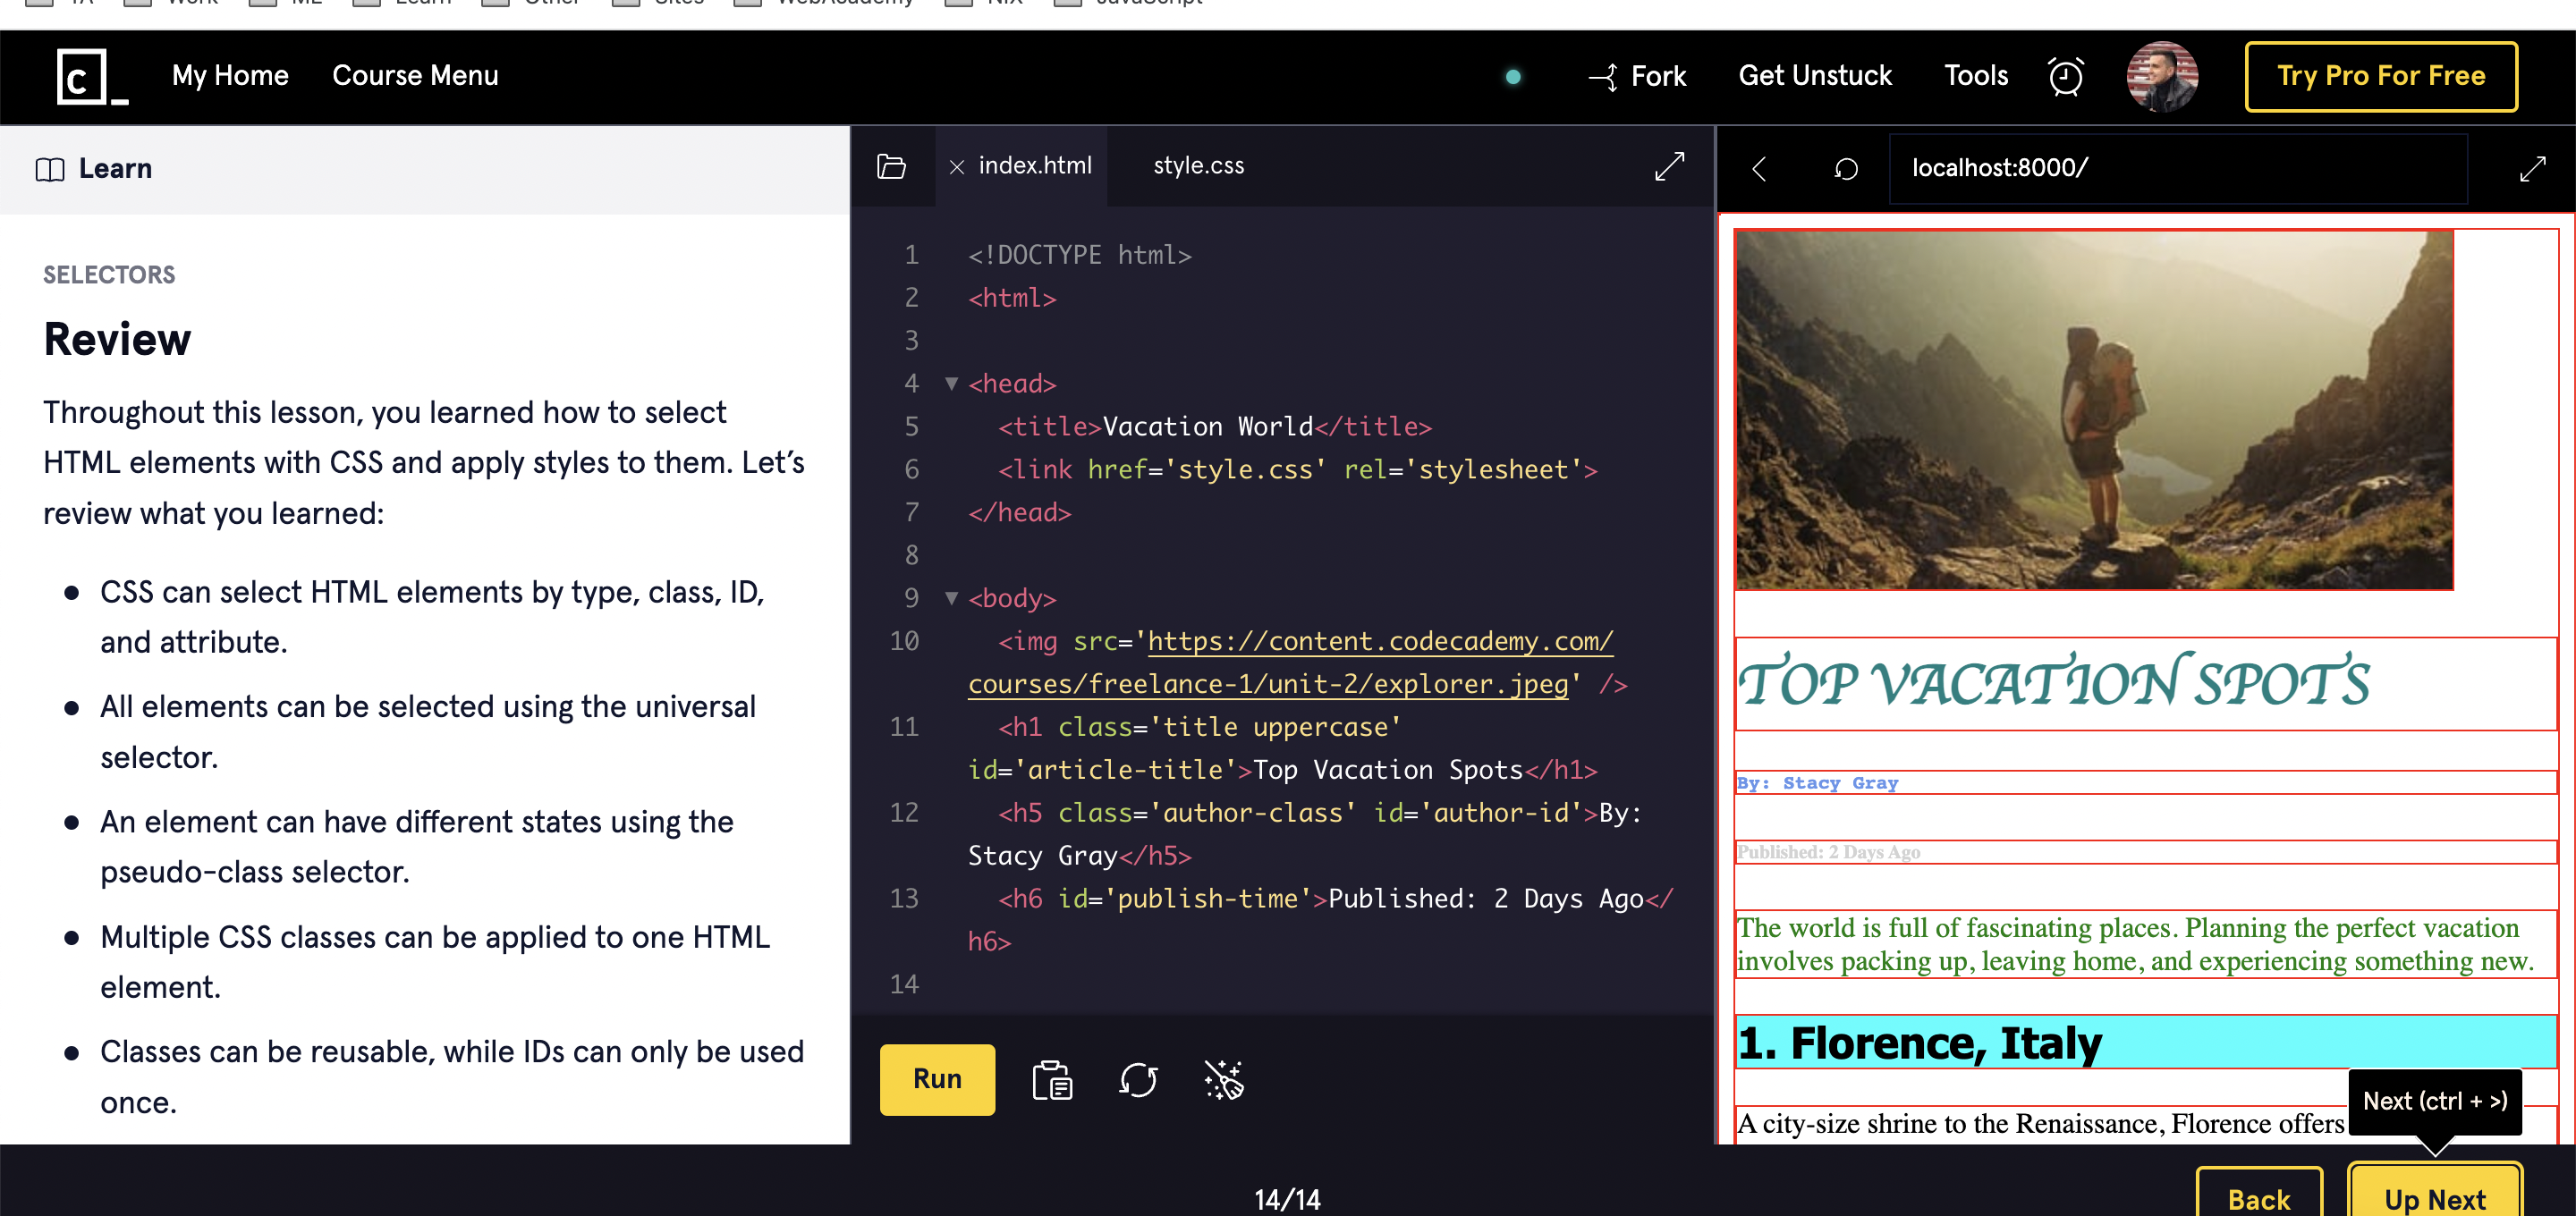 TA Work ML Learn Other Sites WebAcademy NIX JavaScript
My Home Course Menu Fork Get Unstuck Tools Try Pro For Free
Learn
index.html style.css
localhost:8000/
SELECTORS
Review
Throughout this lesson, you learned how to select
HTML elements with CSS and apply styles to them. Let’s
review what you learned:
CSS can select HTML elements by type, class, ID,
and attribute.
All elements can be selected using the universal
selector.
An element can have different states using the
pseudo-class selector.
Multiple CSS classes can be applied to one HTML
element.
Classes can be reusable, while IDs can only be used
once.
1 <!DOCTYPE html>
2 <html>
3
4 <head>
5 <title>Vacation World</title>
6 <link href='style.css' rel='stylesheet'>
7 </head>
8
9 <body>
10 <img src='https://content.codecademy.com/
courses/freelance-1/unit-2/explorer.jpeg' />
11 <h1 class='title uppercase'
id='article-title'>Top Vacation Spots</h1>
12 <h5 class='author-class' id='author-id'>By:
Stacy Gray</h5>
13 <h6 id='publish-time'>Published: 2 Days Ago</
h6>
14
Run
TOP VACATION SPOTS
By: Stacy Gray
Published: 2 Days Ago
The world is full of fascinating places. Planning the perfect vacation
involves packing up, leaving home, and experiencing something new.
1. Florence, Italy
A city-size shrine to the Renaissance, Florence offers
Next (ctrl + >)
14/14
Back Up Next